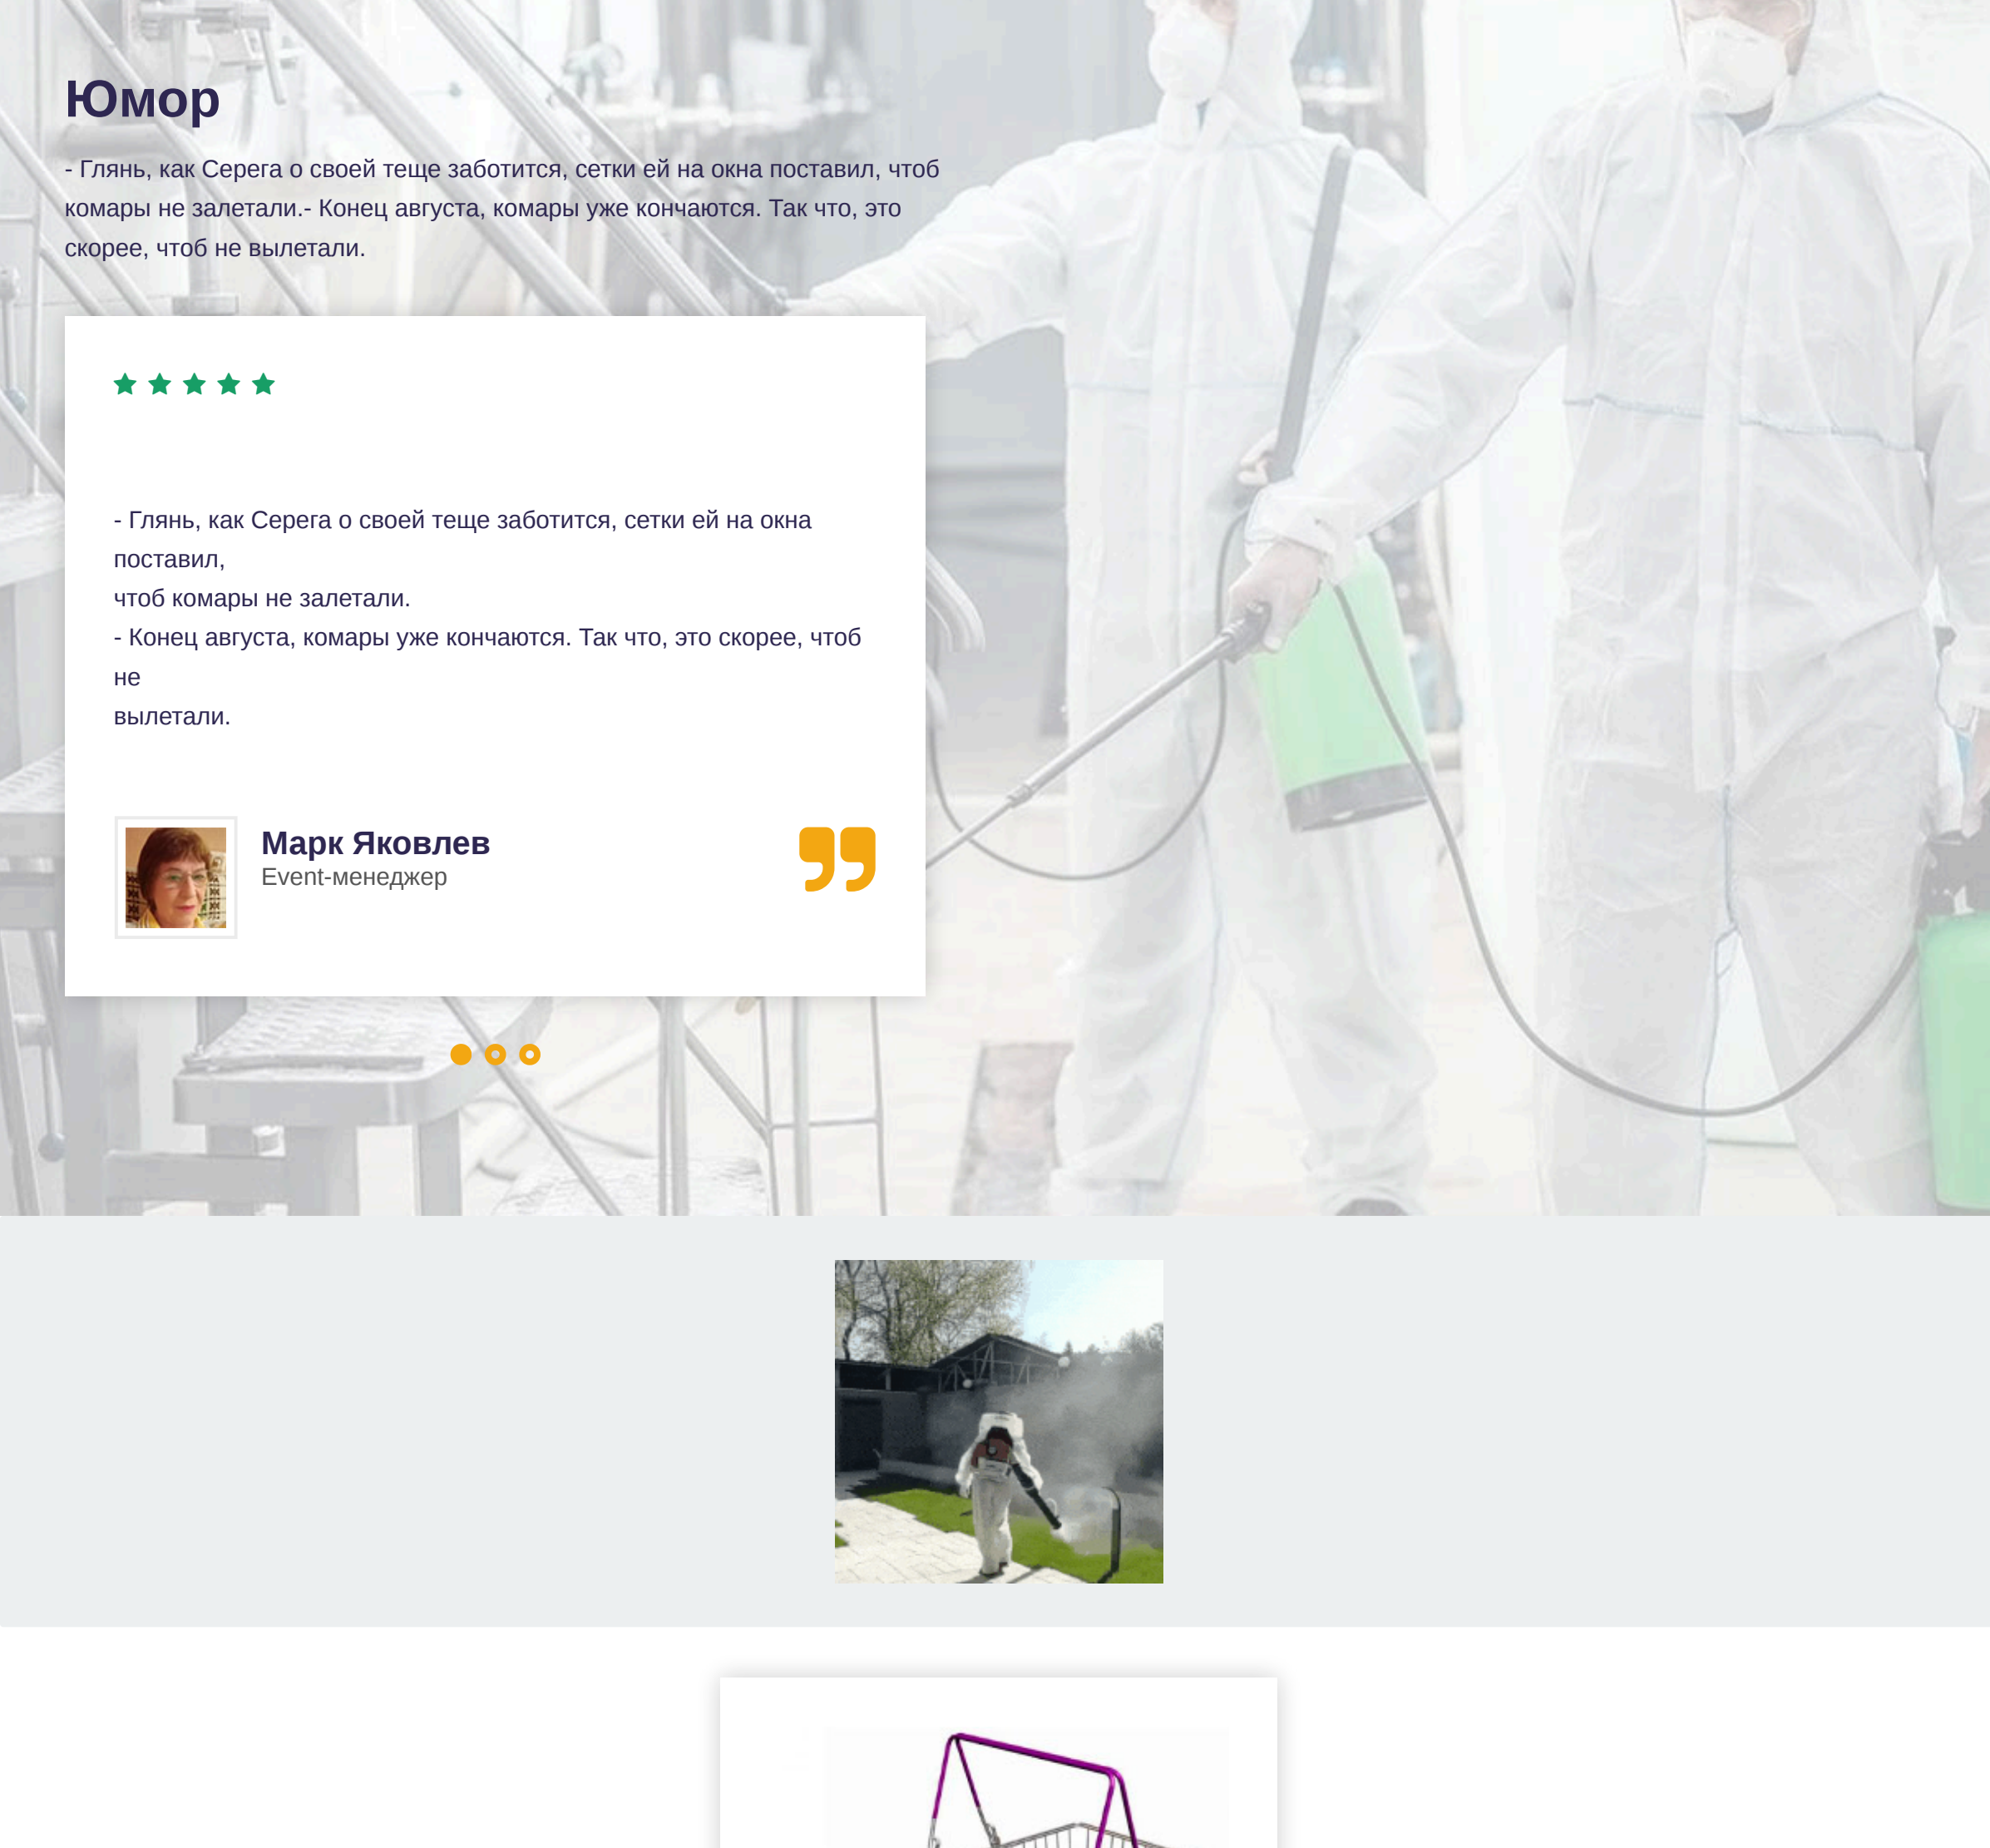 Юмор
- Глянь, как Серега о своей теще заботится, сетки ей на окна поставил, чтоб
комары не залетали.- Конец августа, комары уже кончаются. Так что, это
скорее, чтоб не вылетали.
- Глянь, как Серега о своей теще заботится, сетки ей на окна
поставил,
чтоб комары не залетали.
- Конец августа, комары уже кончаются. Так что, это скорее, чтоб
не
вылетали.
Марк Яковлев
Event-менеджер